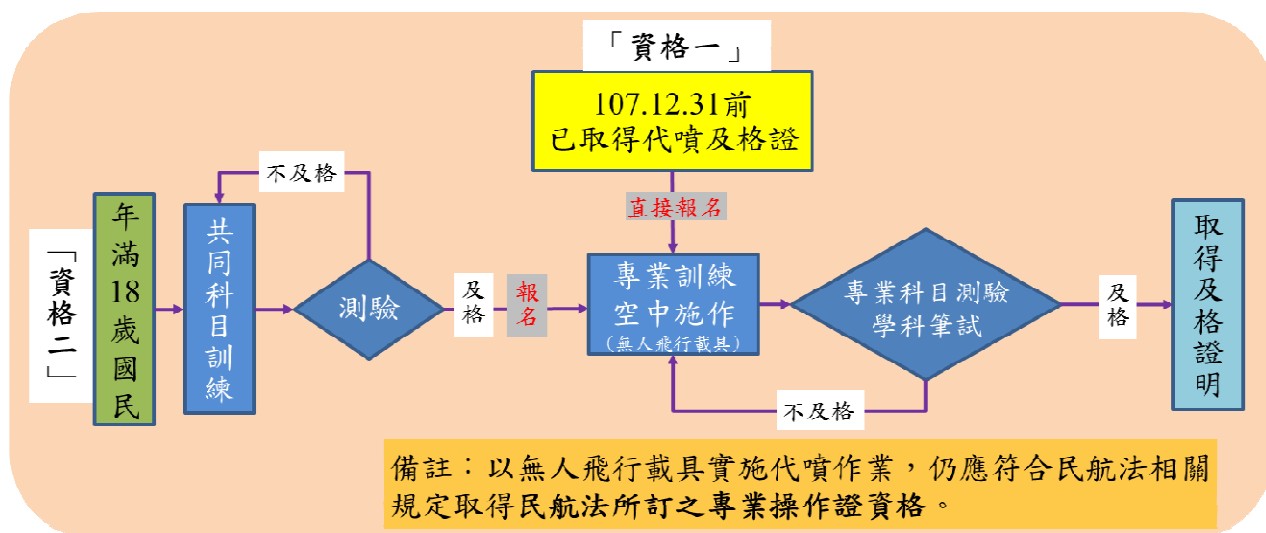 「資格一」
107.12.31前
已取得代噴及格證
直接報名
「資格二」
年滿18歲國民
共同科目訓練
不及格
測驗
及格
報名
專業訓練
空中施作
(無人飛行載具)
專業科目測驗
學科筆試
不及格
及格
取得及格證明
備註：以無人飛行載具實施代噴作業，仍應符合民航法相關
規定取得民航法所訂之專業操作證資格。